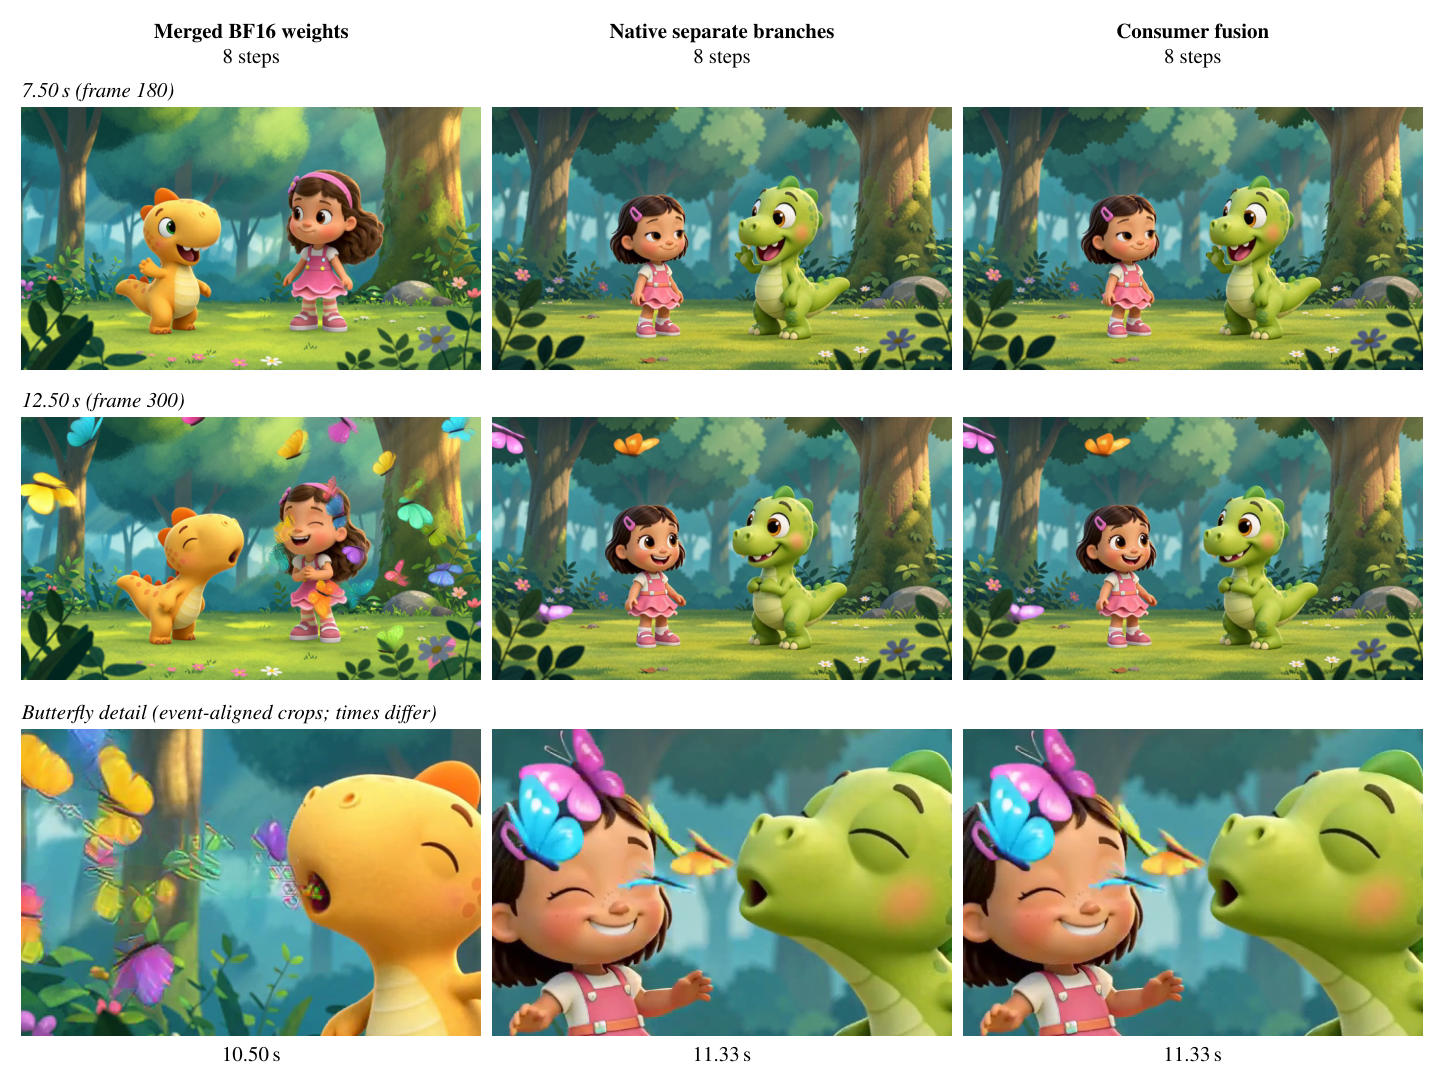 Merged BF16 weights
8 steps
Native separate branches
8 steps
Consumer fusion
8 steps
7.50 s (frame 180)
12.50 s (frame 300)
Butterfly detail (event-aligned crops; times differ)
10.50 s
11.33 s
11.33 s